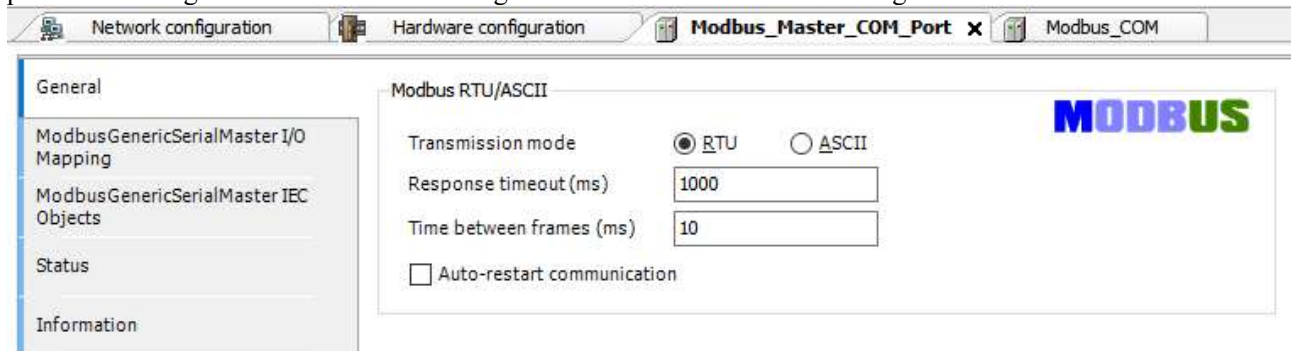 Network configuration
Hardware configuration
Modbus_Master_COM_Port
Modbus_COM
General
ModbusGenericSerialMaster I/O
Mapping
ModbusGenericSerialMaster IEC
Objects
Status
Information
Modbus RTU/ASCII
MODBUS
Transmission mode RTU ASCII
Response timeout (ms) 1000
Time between frames (ms) 10
Auto-restart communication